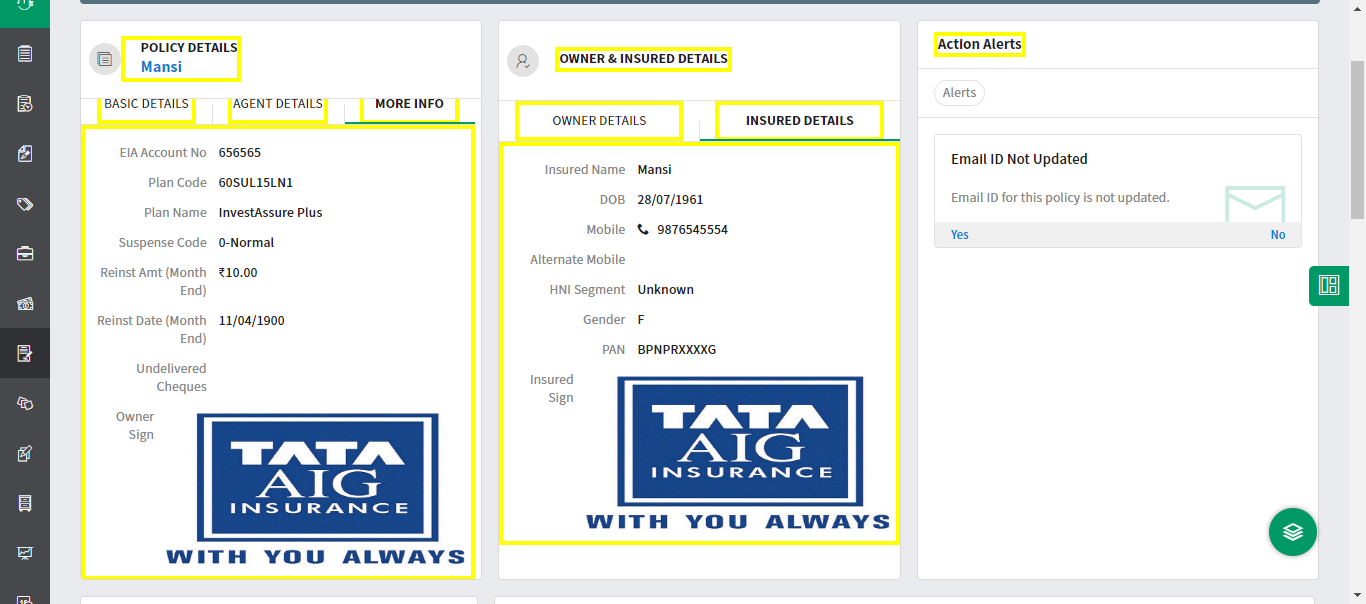 POLICY DETAILS
Mansi
BASIC DETAILS
AGENT DETAILS
MORE INFO
EIA Account No 656565
Plan Code 60SUL15LN1
Plan Name InvestAssure Plus
Suspense Code 0-Normal
Reinst Amt (Month ₹10.00
End)
Reinst Date (Month 11/04/1900
End)
Undelivered
Cheques
Owner
Sign
TATA
AIG
INSURANCE
WITH YOU ALWAYS
OWNER & INSURED DETAILS
OWNER DETAILS
INSURED DETAILS
Insured Name Mansi
DOB 28/07/1961
Mobile 9876545554
Alternate Mobile
HNI Segment Unknown
Gender F
PAN BPNPRXXXXG
Insured
Sign
TATA
AIG
INSURANCE
WITH YOU ALWAYS
Action Alerts
Alerts
Email ID Not Updated
Email ID for this policy is not updated.
Yes
No